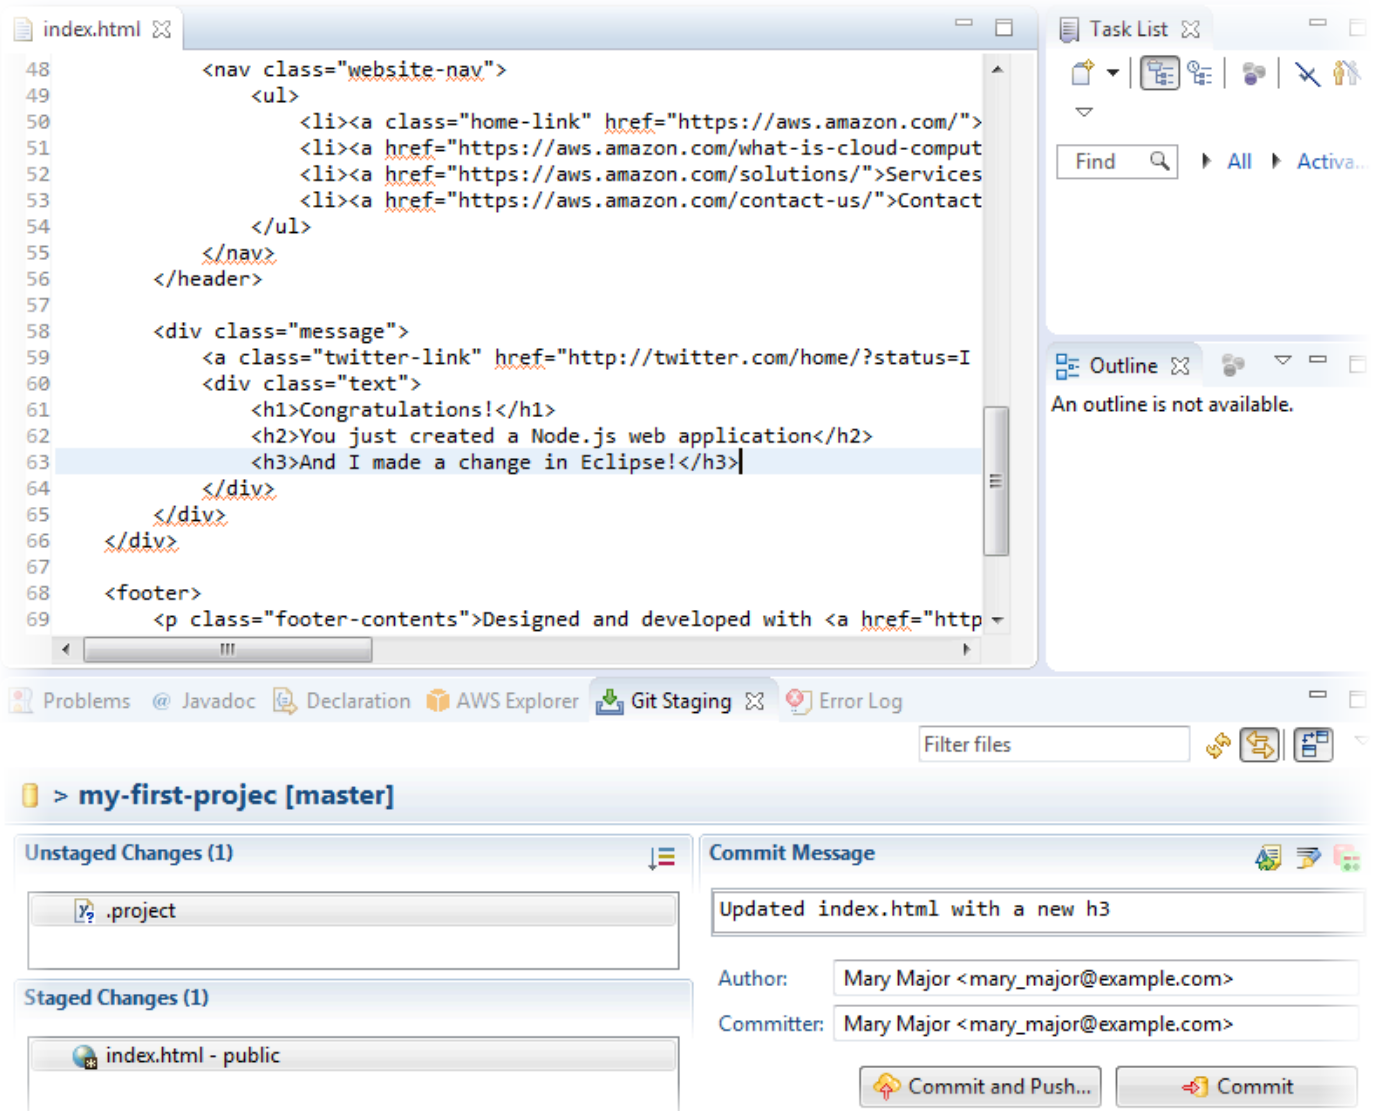 index.html
48 <nav class="website-nav">
49 <ul>
50 <li><a class="home-link" href="https://aws.amazon.com/">
51 <li><a href="https://aws.amazon.com/what-is-cloud-comput
52 <li><a href="https://aws.amazon.com/solutions/">Services
53 <li><a href="https://aws.amazon.com/contact-us/">Contact
54 </ul>
55 </nav>
56 </header>
57
58 <div class="message">
59 <a class="twitter-link" href="http://twitter.com/home/?status=I
60 <div class="text">
61 <h1>Congratulations!</h1>
62 <h2>You just created a Node.js web application</h2>
63 <h3>And I made a change in Eclipse!</h3>
64 </div>
65 </div>
66 </div>
67
68 <footer>
69 <p class="footer-contents">Designed and developed with <a href="http
Task List
Find All Activa...
Outline
An outline is not available.
Problems @ Javadoc Declaration AWS Explorer Git Staging Error Log
Filter files
> my-first-projec [master]
Unstaged Changes (1)
.project
Staged Changes (1)
index.html - public
Commit Message
Updated index.html with a new h3
Author: Mary Major <mary_major@example.com>
Committer: Mary Major <mary_major@example.com>
Commit and Push... Commit